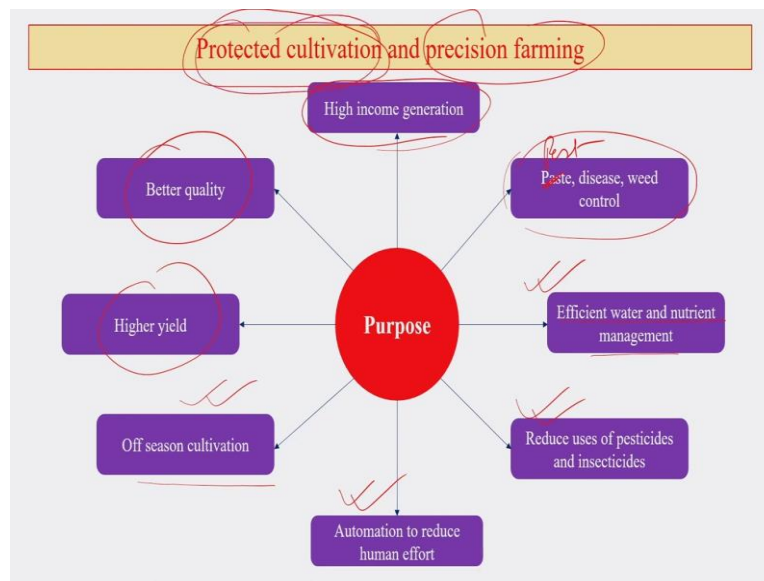 Protected cultivation and precision farming
High income generation
Better quality
Pest
Paste, disease, weed
control
Higher yield
Purpose
Efficient water and nutrient
management
Off season cultivation
Reduce uses of pesticides
and insecticides
Automation to reduce
human effort